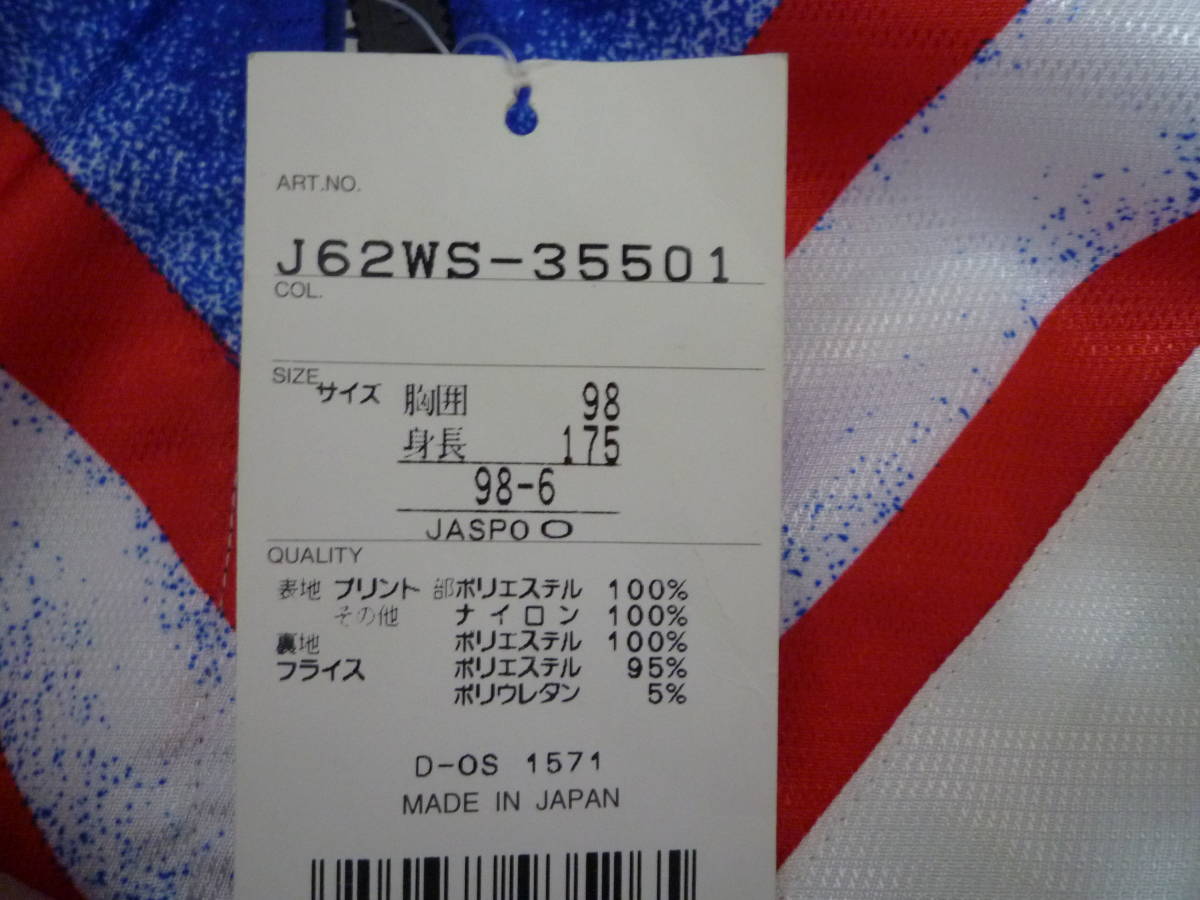 ART.NO.
J62WS-35501
COL.
SIZE サイズ 胸囲 98
身長 175
98-6
JASPO O
QUALITY
表地 プリント 部 ポリエステル 100%
その他 ナイロン 100%
裏地 ポリエステル 100%
フライス ポリエステル 95%
ポリウレタン 5%
D-OS 1571
MADE IN JAPAN